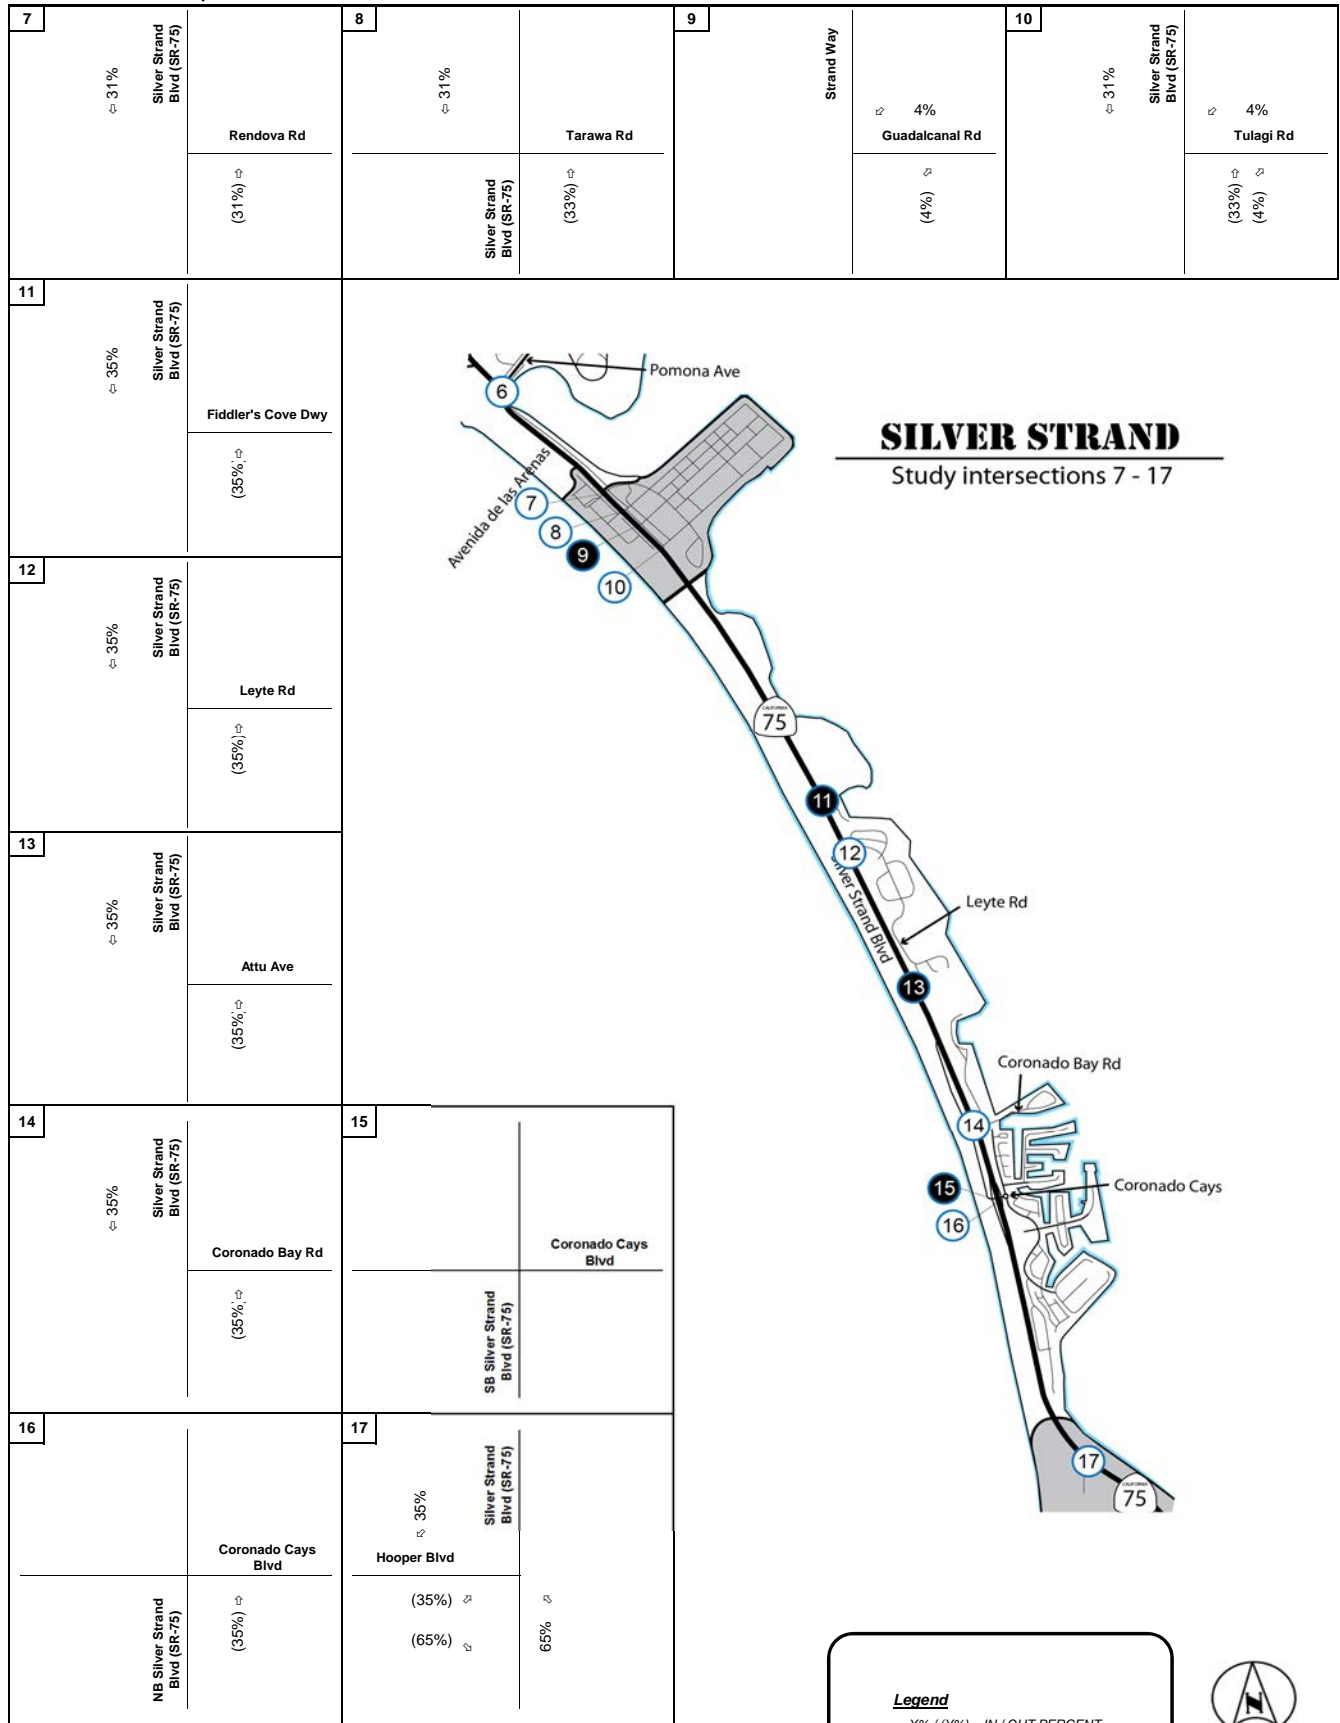 7
Silver Strand
Blvd (SR-75)
⇦ 31%
Rendova Rd
(31%) ⇨
8
⇦ 31%
Tarawa Rd
Silver Strand
Blvd (SR-75)
(33%) ⇨
9
Strand Way
4%
Guadalcanal Rd
(4%)
10
Silver Strand
Blvd (SR-75)
⇦ 31%
4%
Tulagi Rd
(33%) ⇨
(4%)
11
Silver Strand
Blvd (SR-75)
⇦ 35%
Fiddler's Cove Dwy
(35%) ⇨
12
Silver Strand
Blvd (SR-75)
⇦ 35%
Leyte Rd
(35%) ⇨
13
Silver Strand
Blvd (SR-75)
⇦ 35%
Attu Ave
(35%) ⇨
14
Silver Strand
Blvd (SR-75)
⇦ 35%
Coronado Bay Rd
(35%) ⇨
15
Coronado Cays
Blvd
SB Silver Strand
Blvd (SR-75)
16
Coronado Cays
Blvd
NB Silver Strand
Blvd (SR-75)
(35%) ⇨
17
Silver Strand
Blvd (SR-75)
35%
Hooper Blvd
(35%)
(65%)
65%
SILVER STRAND
Study intersections 7 - 17
Pomona Ave
6
Avenida de las Arenas
7
8
9
10
CALIFORNIA
75
11
12
Silver Strand Blvd
Leyte Rd
13
Coronado Bay Rd
14
15
Coronado Cays
16
17
CALIFORNIA
75
Legend
X% / (Y%) = IN / OUT PERCENT
N